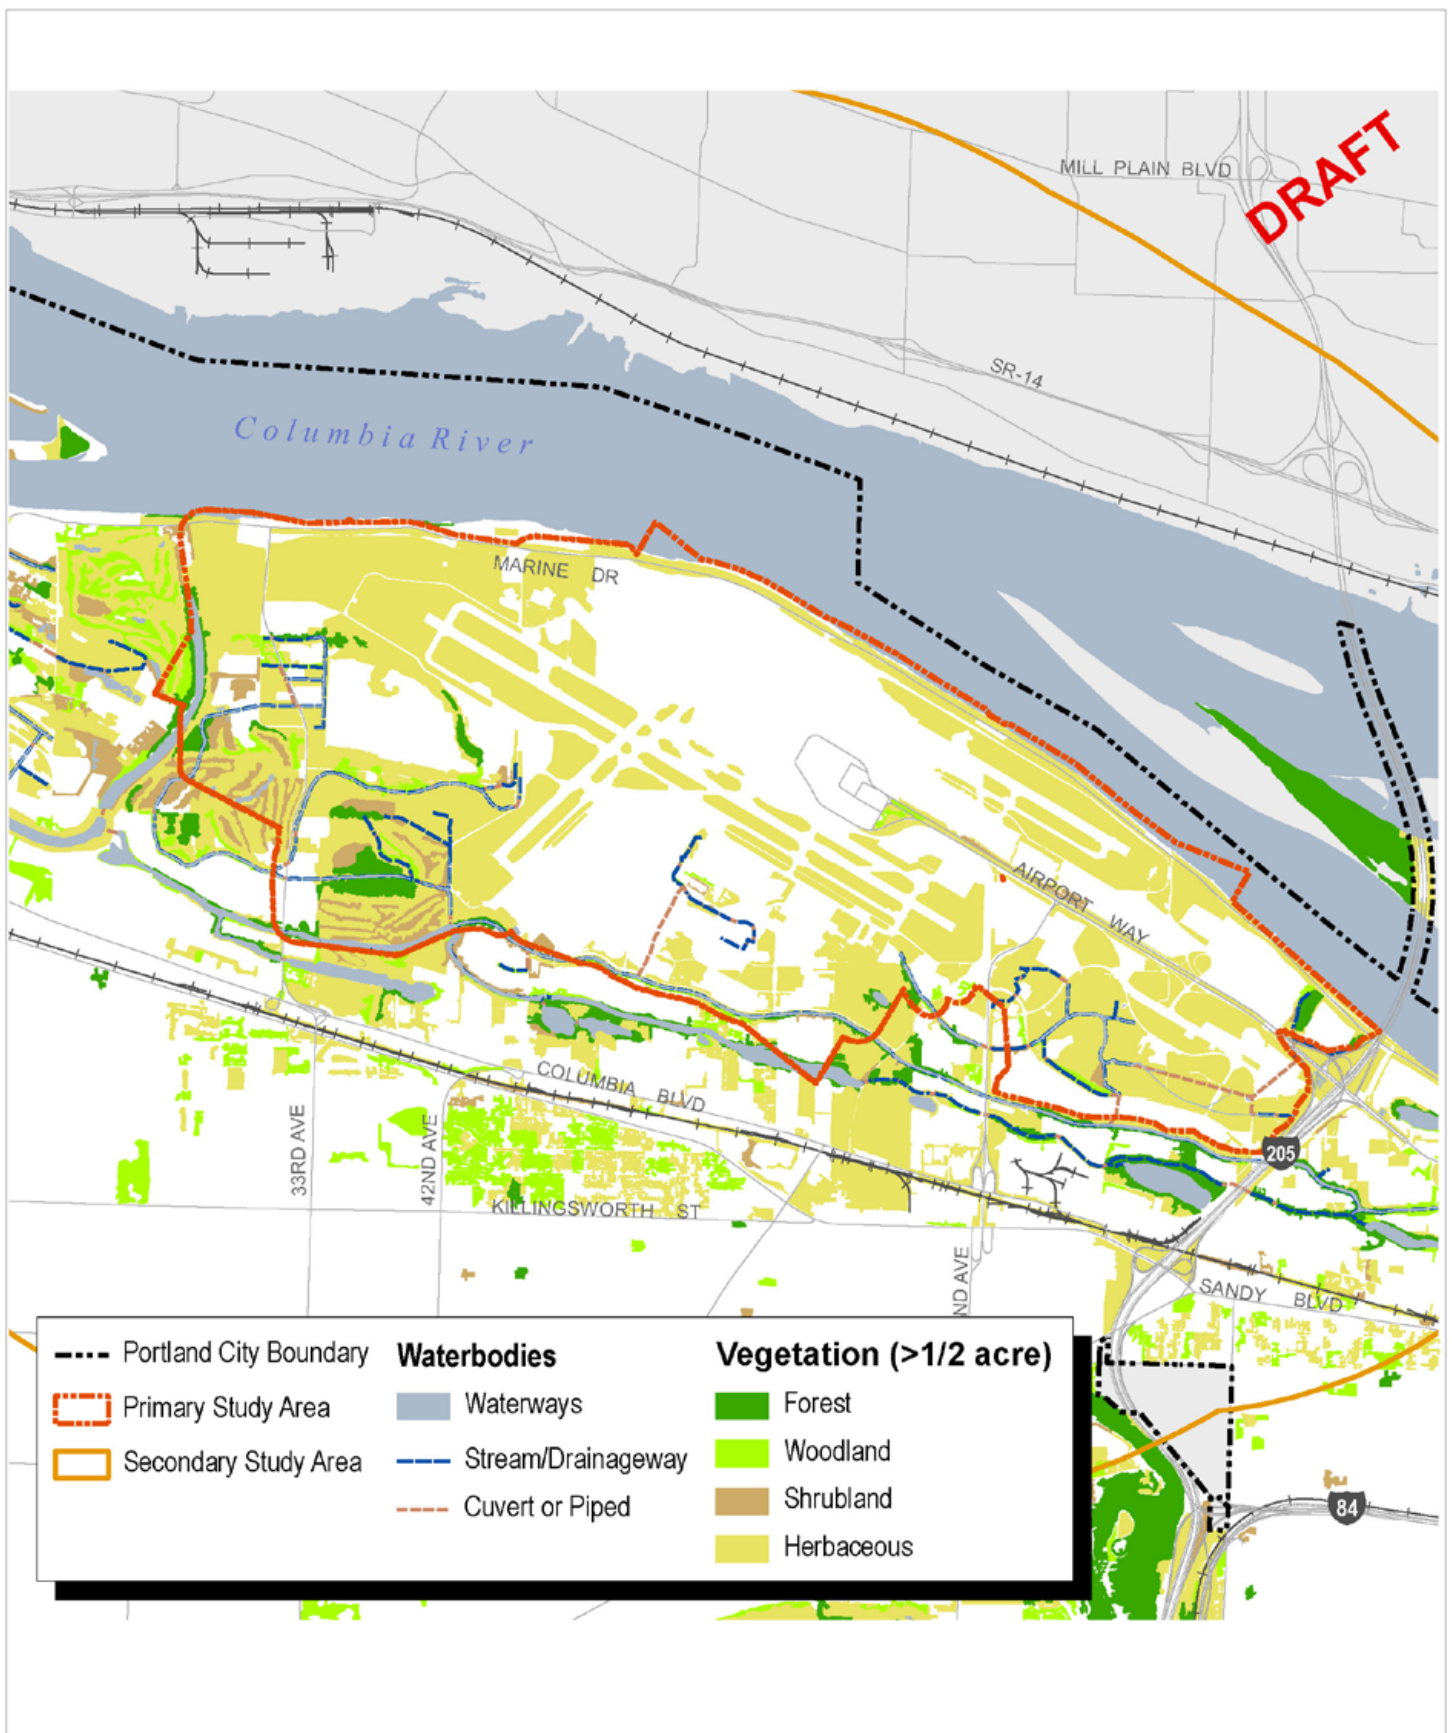 DRAFT
MILL PLAIN BLVD
SR-14
Columbia River
MARINE DR
AIRPORT WAY
COLUMBIA BLVD
33RD AVE
42ND AVE
205
KILLINGSWORTH ST
ND AVE
SANDY BLVD
84
Portland City Boundary
Primary Study Area
Secondary Study Area
Waterbodies
Waterways
Stream/Drainageway
Cuvert or Piped
Vegetation (>1/2 acre)
Forest
Woodland
Shrubland
Herbaceous